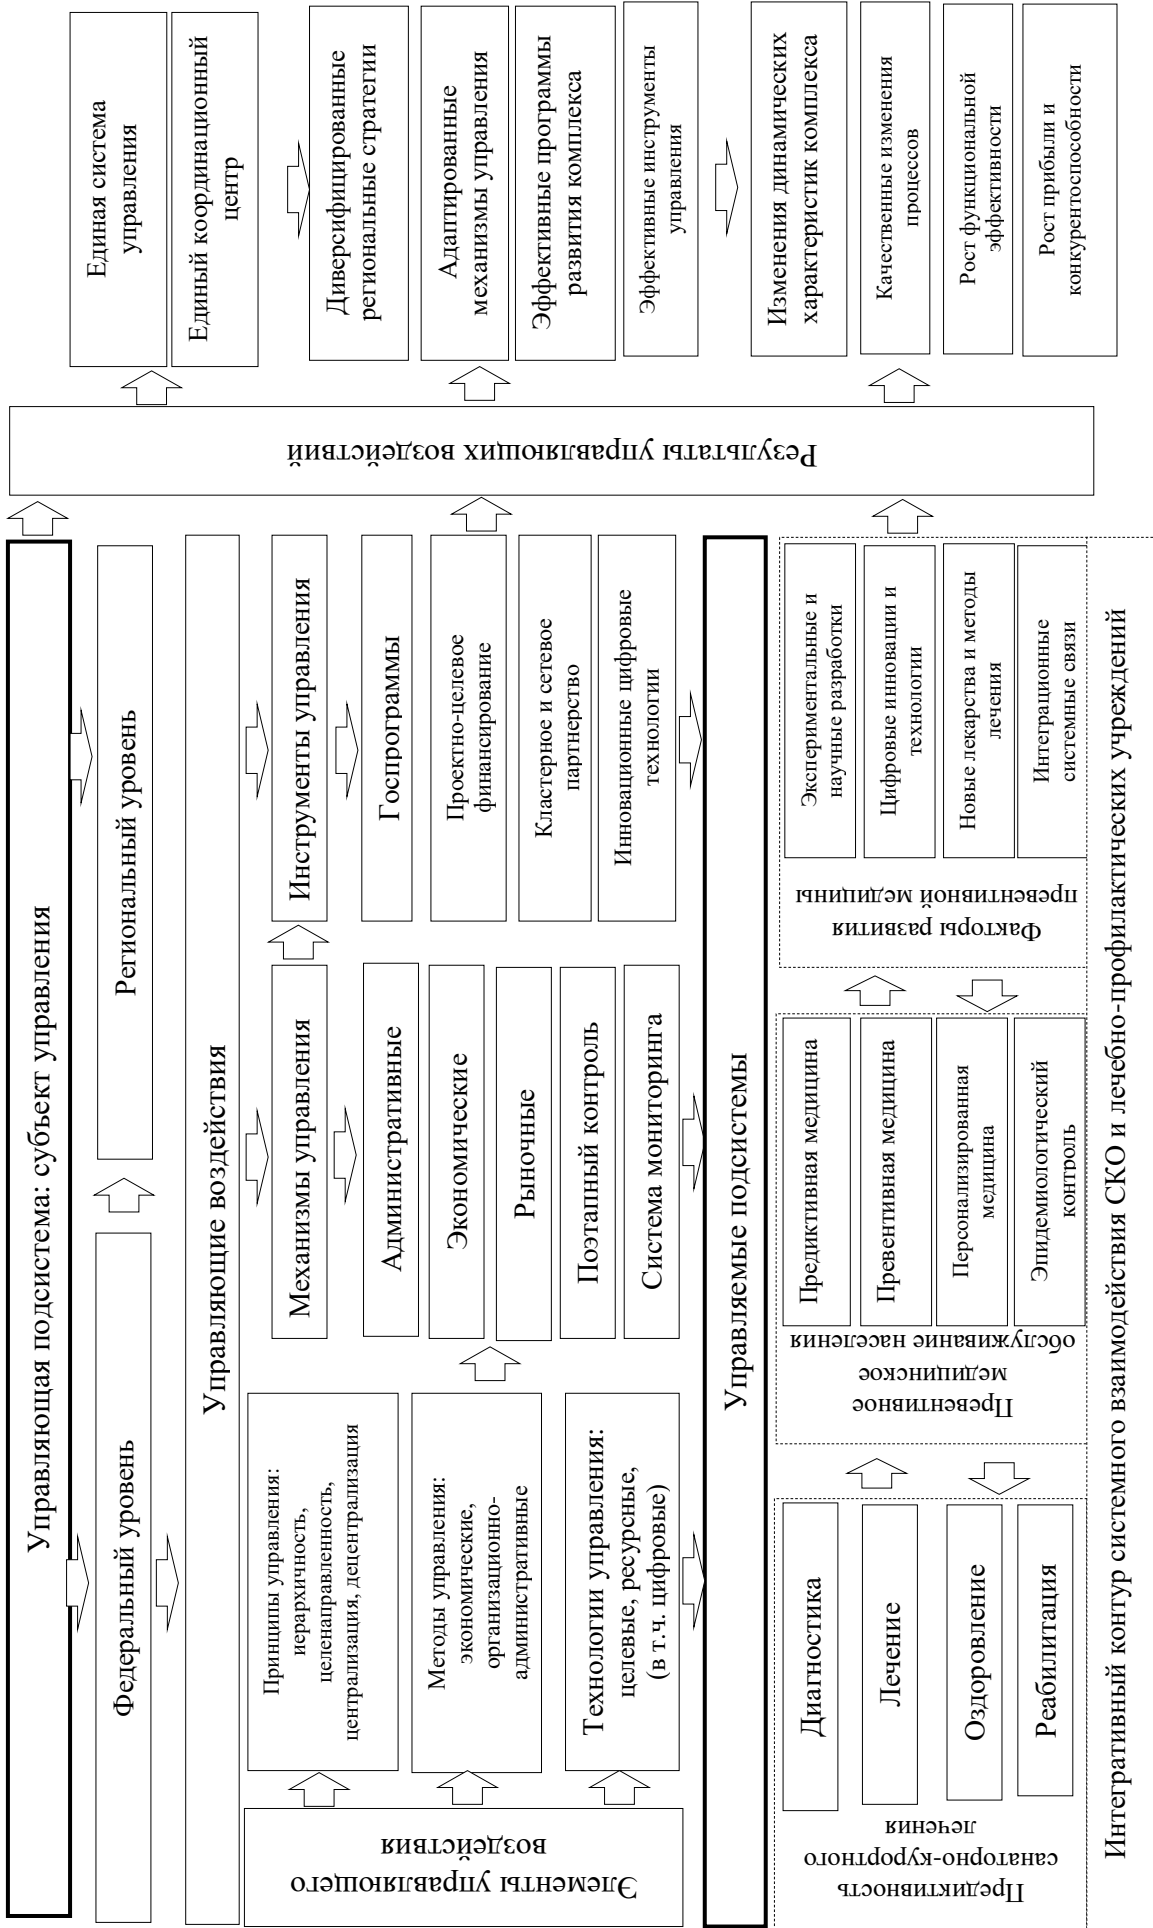 Управляющая подсистема: субъект управления
Федеральный уровень
Региональный уровень
Управляющие воздействия
Элементы управляющего
воздействия
Принципы управления:
иерархичность,
целенаправленность,
централизация, децентрализация
Методы управления:
экономические,
организационно-
административные
Технологии управления:
целевые, ресурсные,
(в т.ч. цифровые)
Механизмы управления
Административные
Экономические
Рыночные
Поэтапный контроль
Система мониторинга
Инструменты управления
Госпрограммы
Проектно-целевое
финансирование
Кластерное и сетевое
партнерство
Инновационные цифровые
технологии
Управляемые подсистемы
Предиктивность
санаторно-курортного
лечения
Диагностика
Лечение
Оздоровление
Реабилитация
Превентивное
медицинское
обслуживание населения
Предиктивная медицина
Превентивная медицина
Персонализированная
медицина
Эпидемиологический
контроль
Факторы развития
превентивной медицины
Экспериментальные и
научные разработки
Цифровые инновации и
технологии
Новые лекарства и методы
лечения
Интеграционные
системные связи
Интегративный контур системного взаимодействия СКО и лечебно-профилактических учреждений
Результаты управляющих воздействий
Единая система
управления
Единый координационный
центр
Диверсифицированные
региональные стратегии
Адаптированные
механизмы управления
Эффективные программы
развития комплекса
Эффективные инструменты
управления
Изменения динамических
характеристик комплекса
Качественные изменения
процессов
Рост функциональной
эффективности
Рост прибыли и
конкурентоспособности